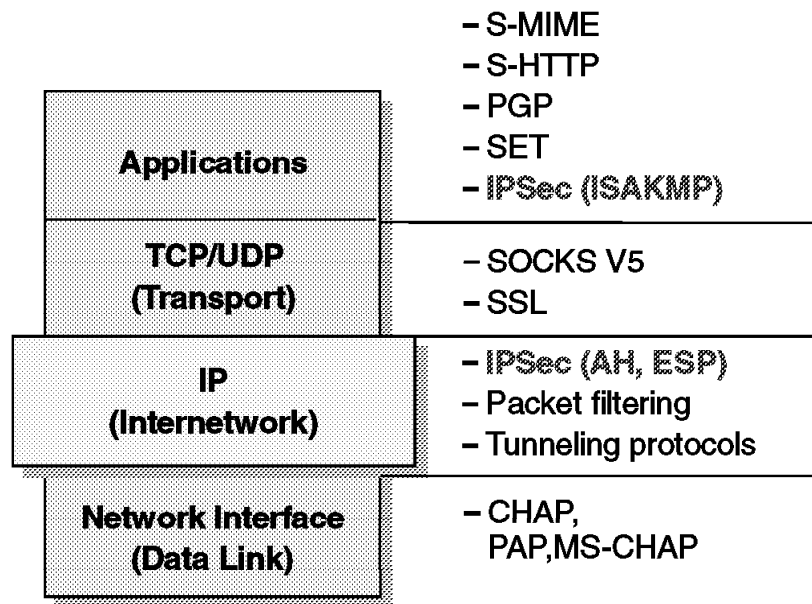 - S-MIME
- S-HTTP
- PGP
- SET
- IPSec (ISAKMP)
Applications
TCP/UDP
(Transport)
- SOCKS V5
- SSL
IP
(Internetwork)
- IPSec (AH, ESP)
- Packet filtering
- Tunneling protocols
Network Interface
(Data Link)
- CHAP,
PAP,MS-CHAP